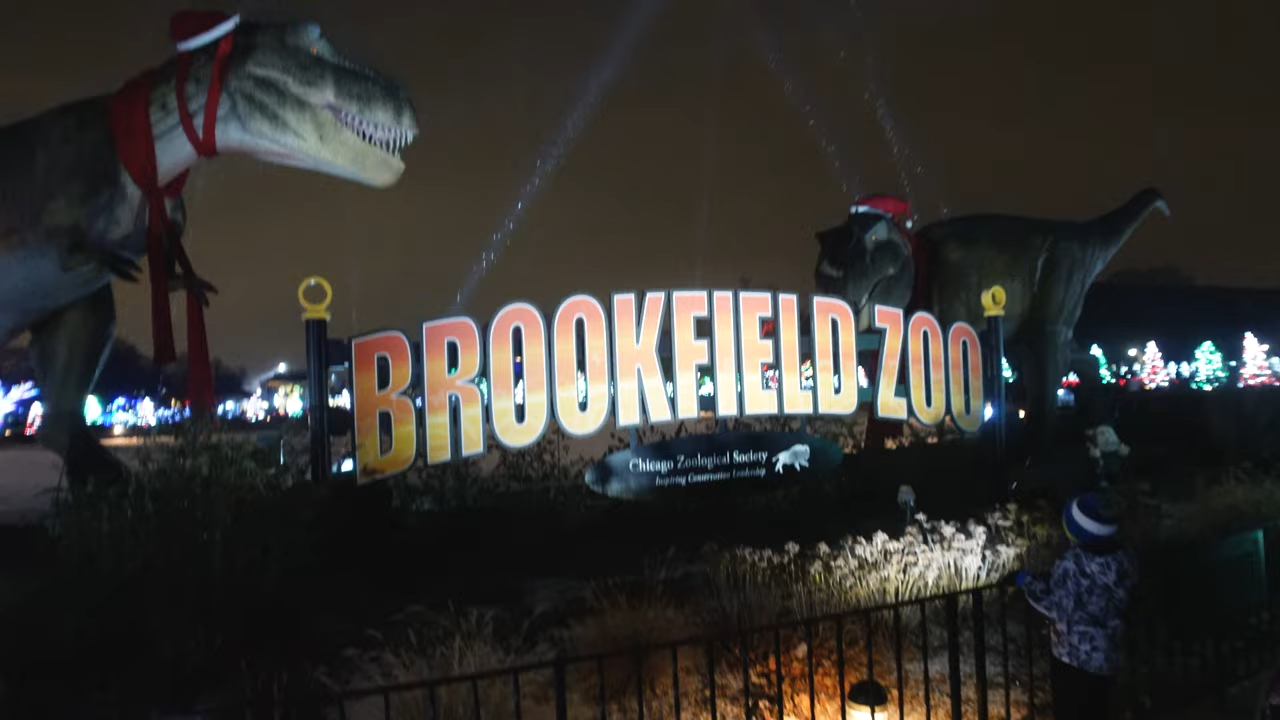 BROOKFIELD ZOO
Chicago Zoological Society
Inspiring Conservation Leadership